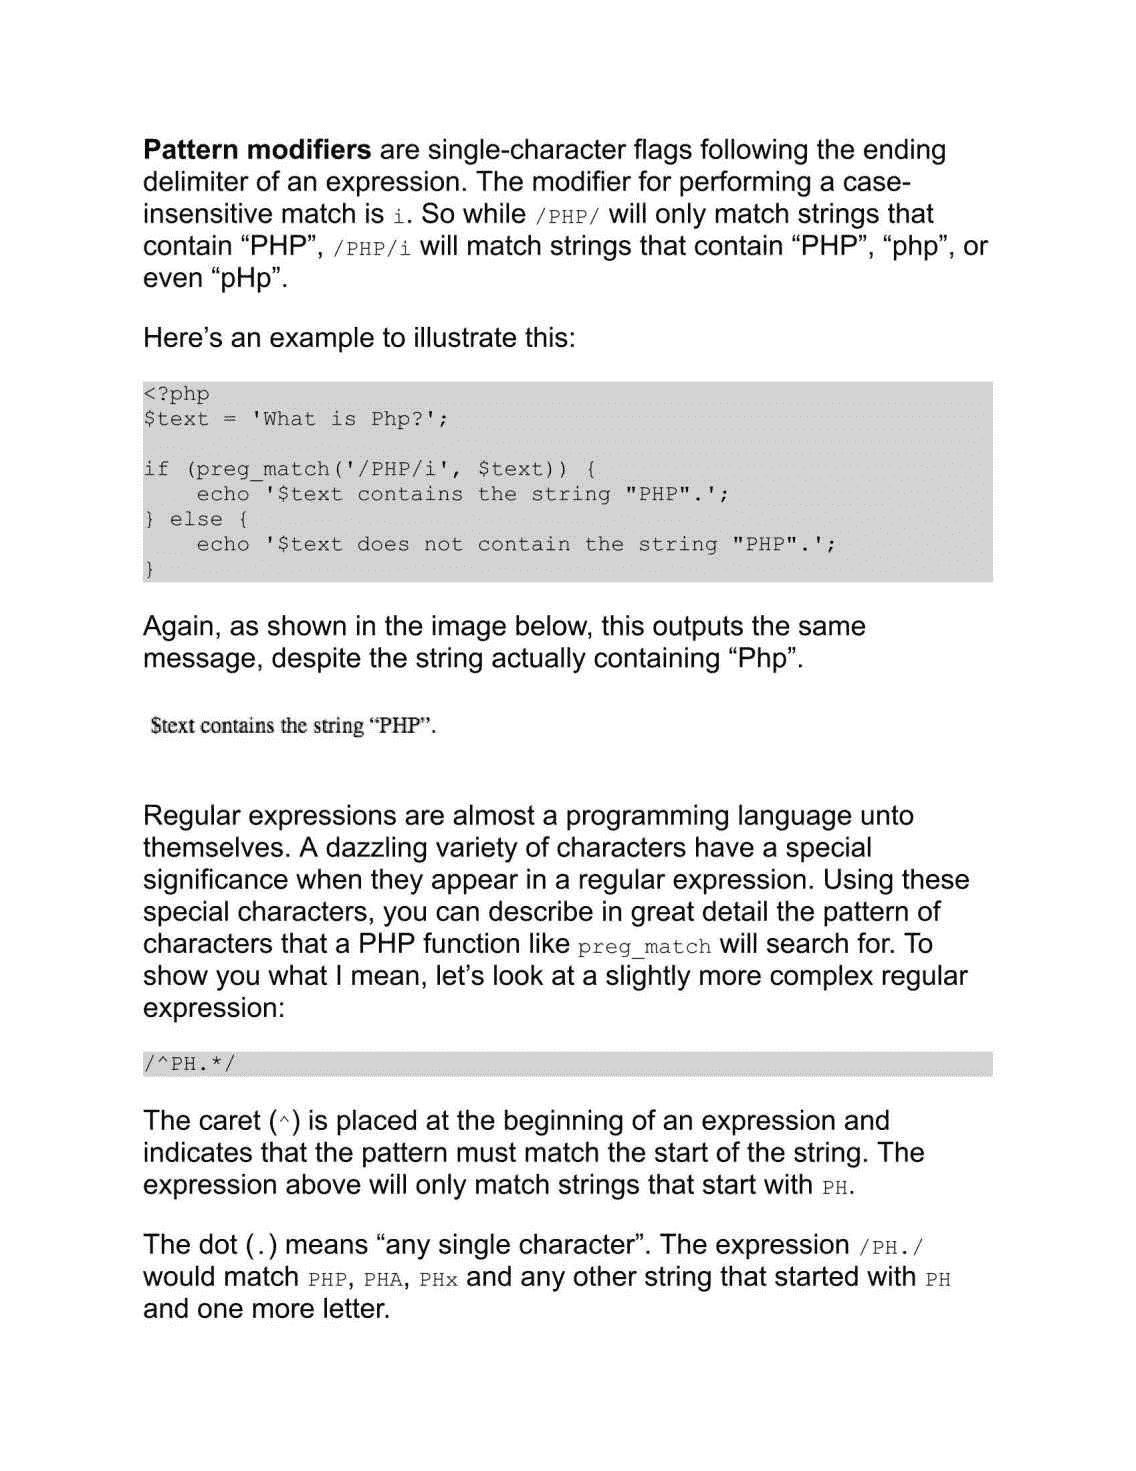 Pattern modifiers are single-character flags following the ending
delimiter of an expression. The modifier for performing a case-
insensitive match is i. So while /PHP/ will only match strings that
contain “PHP”, /PHP/i will match strings that contain “PHP”, “php”, or
even “pHp”.
Here’s an example to illustrate this:
<?php
$text = 'What is Php?';
if (preg_match('/PHP/i', $text)) {
    echo '$text contains the string "PHP".';
} else {
    echo '$text does not contain the string "PHP".';
}
Again, as shown in the image below, this outputs the same
message, despite the string actually containing “Php”.
$text contains the string “PHP”.
Regular expressions are almost a programming language unto
themselves. A dazzling variety of characters have a special
significance when they appear in a regular expression. Using these
special characters, you can describe in great detail the pattern of
characters that a PHP function like preg_match will search for. To
show you what I mean, let’s look at a slightly more complex regular
expression:
/^PH.*/
The caret (^) is placed at the beginning of an expression and
indicates that the pattern must match the start of the string. The
expression above will only match strings that start with PH.
The dot (.) means “any single character”. The expression /PH./
would match PHP, PHA, PHx and any other string that started with PH
and one more letter.